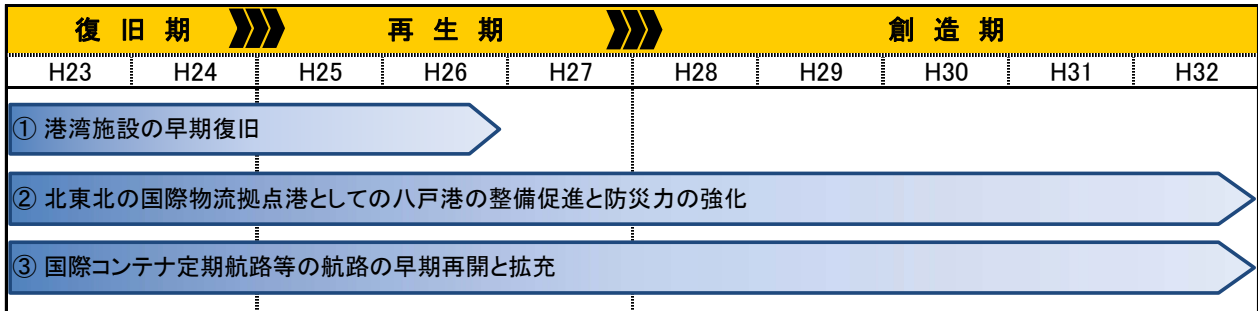 復旧期 再生期 創造期
H23 H24 H25 H26 H27 H28 H29 H30 H31 H32
① 港湾施設の早期復旧
② 北東北の国際物流拠点港としての八戸港の整備促進と防災力の強化
③ 国際コンテナ定期航路等の航路の早期再開と拡充